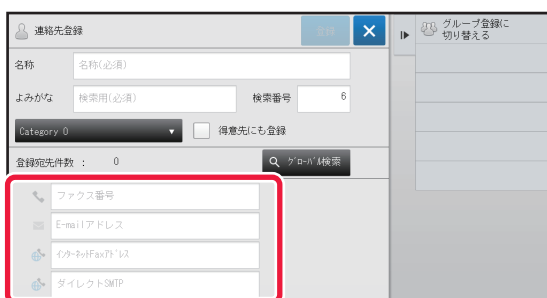 連絡先登録
登録
グループ登録に
切り替える
名称
名称(必須)
よみがな
検索用(必須)
検索番号
6
Category 0
得意先にも登録
登録宛先件数 : 0
グローバル検索
ファクス番号
E-mailアドレス
インターネットFaxアドレス
ダイレクトSMTP